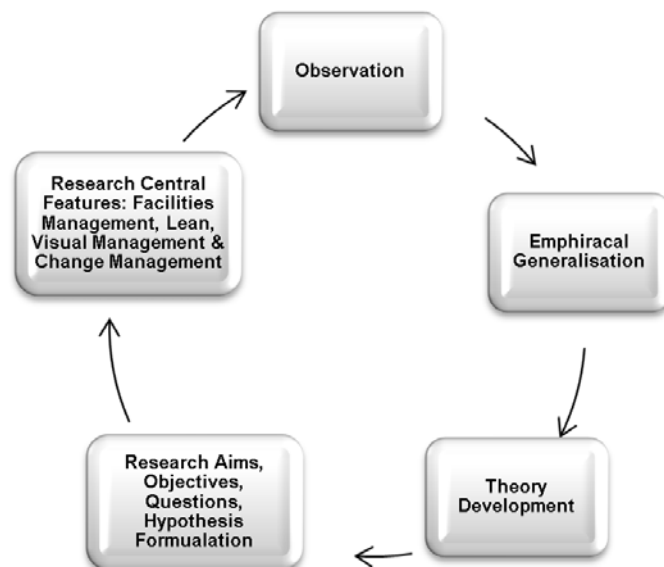 Observation
Emphiracal
Generalisation
Theory
Development
Research Aims,
Objectives,
Questions,
Hypothesis
Formualation
Research Central
Features: Facilities
Management, Lean,
Visual Management &
Change Management